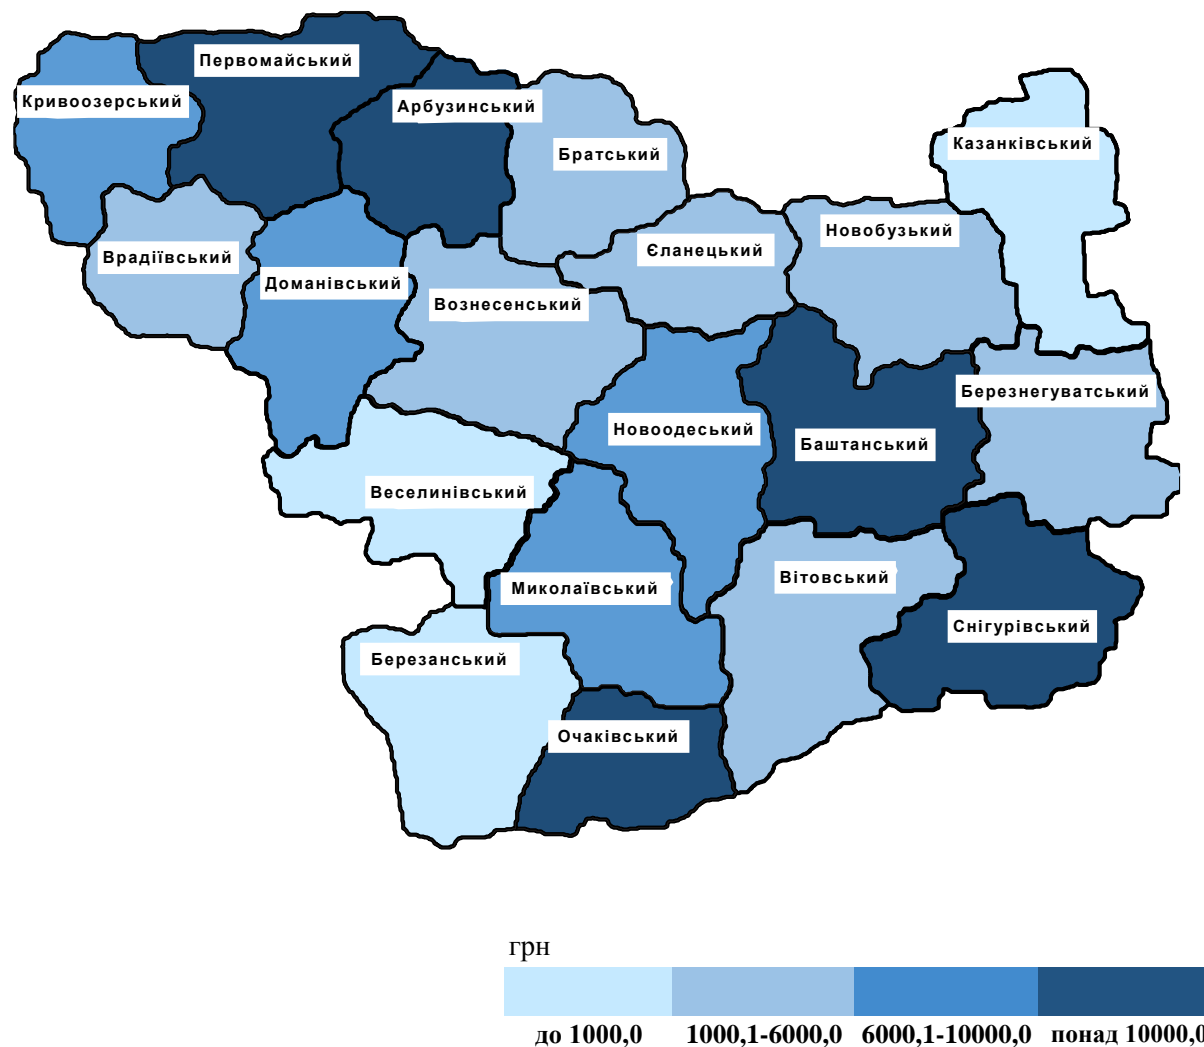 Первомайський
Кривоозерський
Арбузинський
Братський
Казанківський
Новобузький
Єланецький
Врадіївський
Доманівський
Вознесенський
Березнегуватський
Новоодеський
Баштанський
Веселинівський
Вітовський
Миколаївський
Снігурівський
Березанський
Очаківський
грн
до 1000,0 1000,1-6000,0 6000,1-10000,0 понад 10000,0